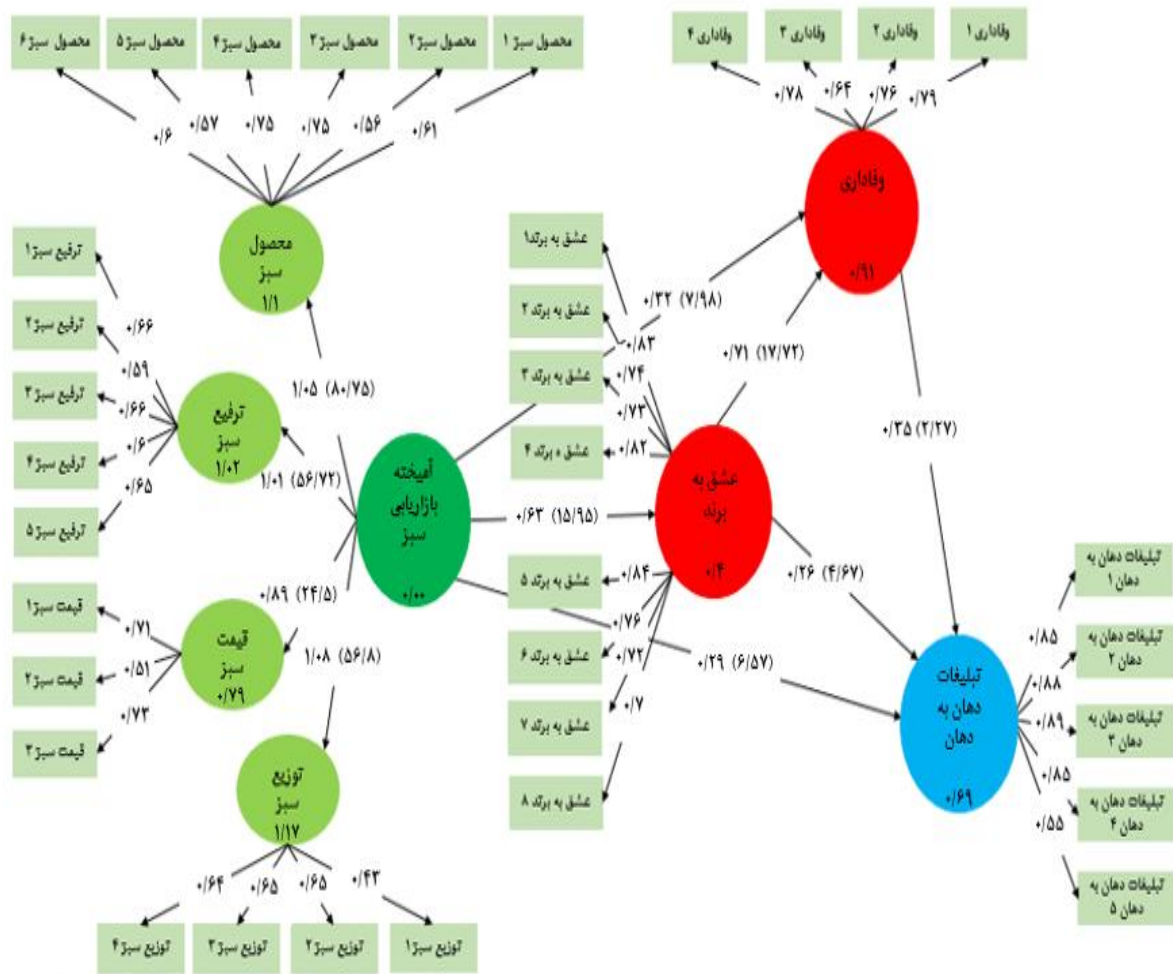 محصول سبز ۱
محصول سبز ۲
محصول سبز ۳
محصول سبز ۴
محصول سبز ۵
محصول سبز ۶
۰/۶۱
۰/۵۶
۰/۷۵
۰/۷۵
۰/۵۷
۰/۶
محصول
سبز
۱/۱
وفاداری ۱
وفاداری ۲
وفاداری ۳
وفاداری ۴
۰/۷۹
۰/۷۶
۰/۶۴
۰/۷۸
وفاداری
۰/۹۱
ترفیع سبز ۱
ترفیع سبز ۲
ترفیع سبز ۳
ترفیع سبز ۴
ترفیع سبز ۵
۰/۶۶
۰/۵۹
۰/۶۶
۰/۶
۰/۶۵
ترفیع
سبز
۱/۰۲
۱/۰۵ (۸۰/۷۵)
۱/۰۱ (۵۶/۷۲)
۰/۸۹ (۲۴/۵)
۱/۰۸ (۵۶/۸)
آمیخته
بازاریابی
سبز
۰/۰۰
۰/۳۲ (۷/۹۸)
۰/۶۳ (۱۵/۹۵)
۰/۲۹ (۶/۵۷)
عشق به برند۱
عشق به برند ۲
عشق به برند ۳
عشق ه برند ۴
عشق به برند ۵
عشق به برند ۶
عشق به برند ۷
عشق به برند ۸
۰/۸۳
۰/۷۴
۰/۷۳
۰/۸۲
۰/۸۴
۰/۷۶
۰/۷۲
۰/۷
عشق به
برند
۰/۴
۰/۷۱ (۱۷/۷۲)
۰/۳۵ (۲/۲۷)
۰/۲۶ (۴/۶۷)
قیمت سبز ۱
قیمت سبز ۲
قیمت سبز ۳
۰/۷۱
۰/۵۱
۰/۷۳
قیمت
سبز
۰/۷۹
توزیع
سبز
۱/۱۷
۰/۴۳
۰/۶۵
۰/۶۵
۰/۶۴
توزیع سبز ۱
توزیع سبز ۲
توزیع سبز ۳
توزیع سبز ۴
تبلیغات
دهان به
دهان
۰/۶۹
۰/۸۵
۰/۸۸
۰/۸۹
۰/۸۵
۰/۵۵
تبلیغات دهان به
دهان ۱
تبلیغات دهان به
دهان ۲
تبلیغات دهان به
دهان ۳
تبلیغات دهان به
دهان ۴
تبلیغات دهان به
دهان ۵